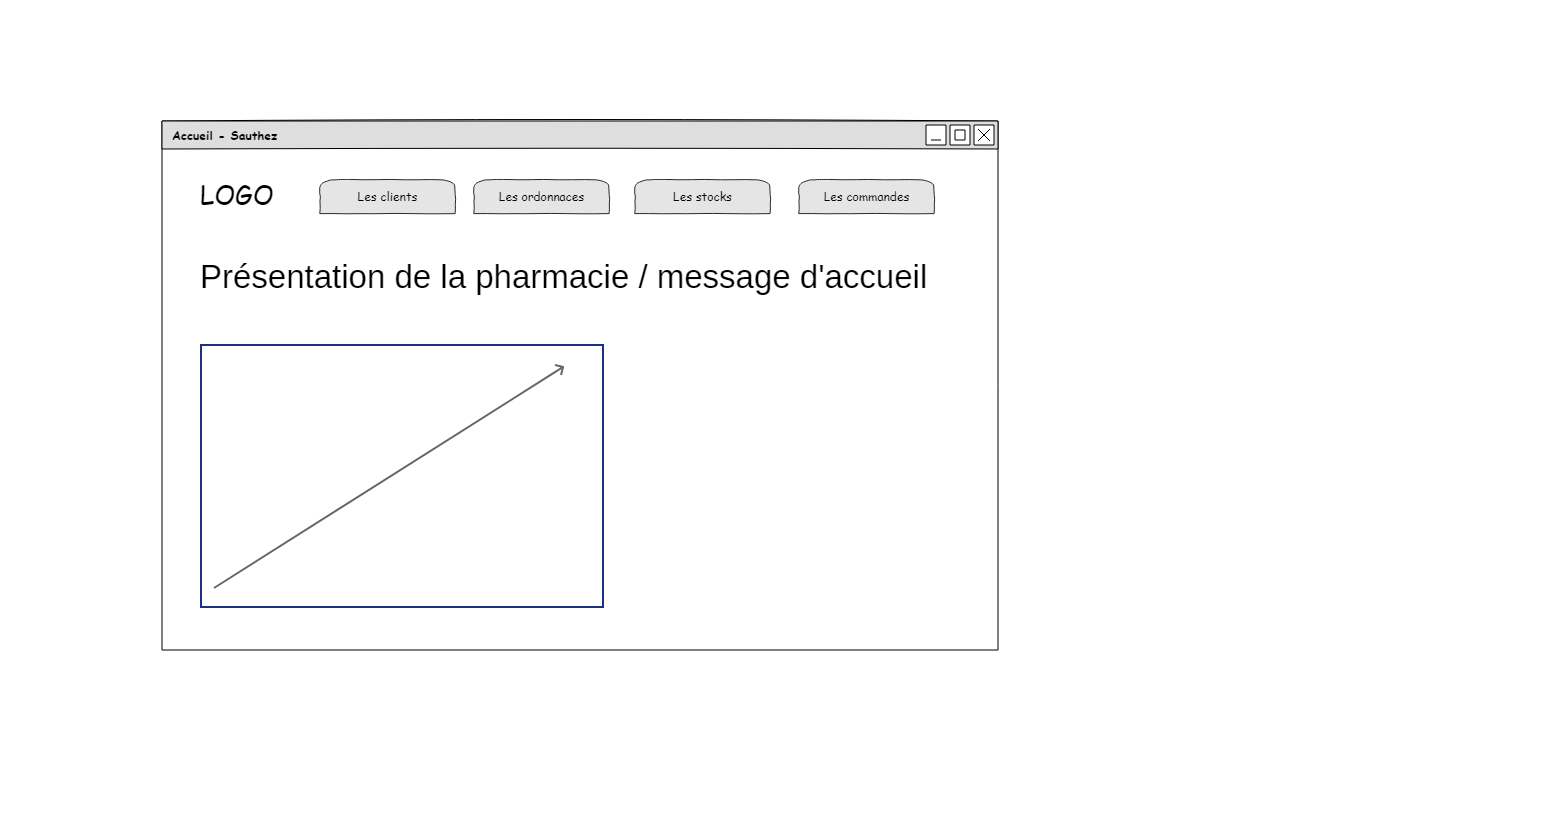 Accueil - Sauthez
LOGO
Les clients
Les ordonnaces
Les stocks
Les commandes
Présentation de la pharmacie / message d'accueil